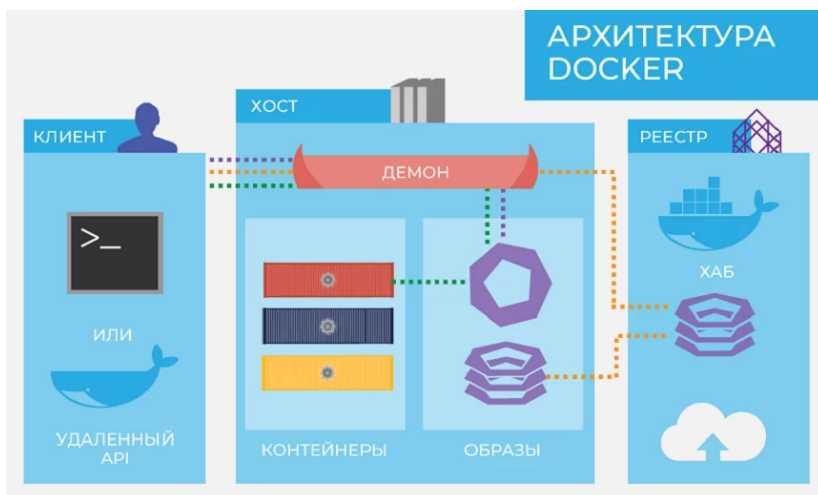 АРХИТЕКТУРА
DOCKER
КЛИЕНТ
>_
ИЛИ
УДАЛЕННЫЙ
API
ХОСТ
ДЕМОН
КОНТЕЙНЕРЫ
ОБРАЗЫ
РЕЕСТР
ХАБ